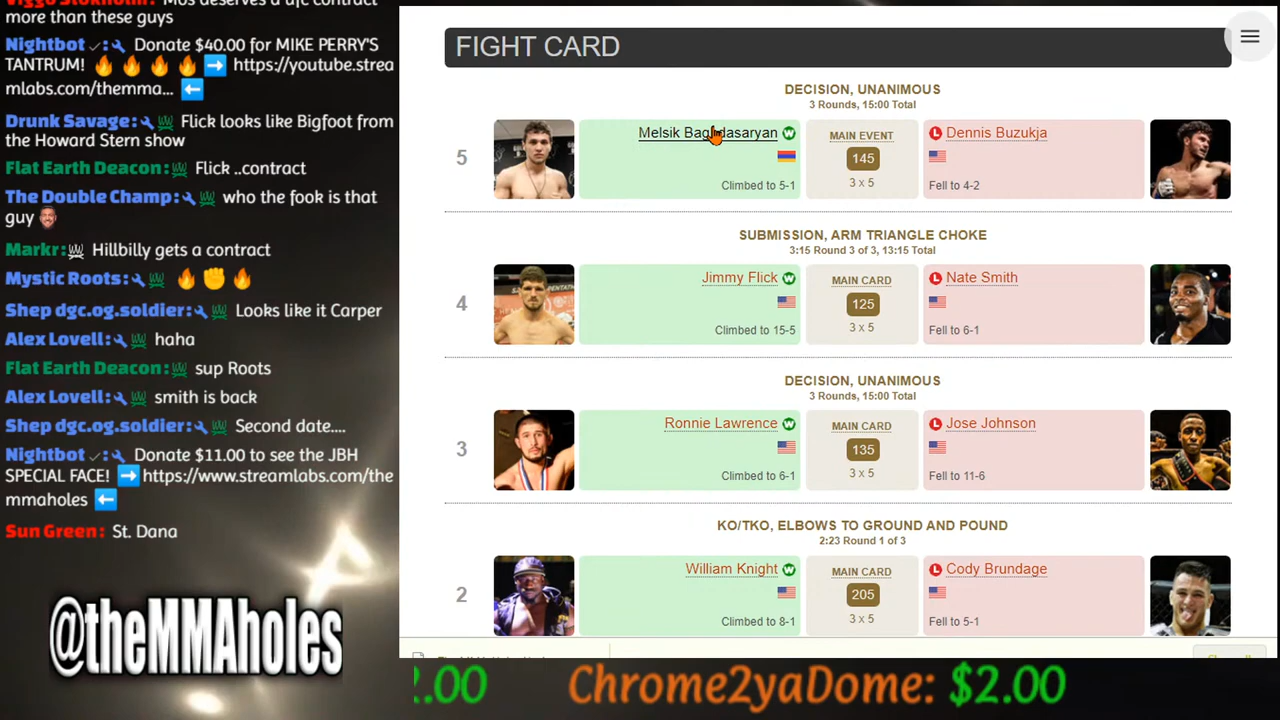 Viggo Stokholm: Mos deserves a ufc contract
more than these guys
Nightbot ✓: Donate $40.00 for MIKE PERRY'S
TANTRUM! 🔥 🔥 🔥 🔥 ➡️ https://youtube.strea
mlabs.com/themma... ⬅️
Drunk Savage: Flick looks like Bigfoot from
the Howard Stern show
Flat Earth Deacon: Flick ..contract
The Double Champ: who the fook is that
guy
Markr: Hillbilly gets a contract
Mystic Roots: 🔥 ✊ 🔥
Shep dgc.og.soldier: Looks like it Carper
Alex Lovell: haha
Flat Earth Deacon: sup Roots
Alex Lovell: smith is back
Shep dgc.og.soldier: Second date....
Nightbot ✓: Donate $11.00 to see the JBH
SPECIAL FACE! ➡️ https://www.streamlabs.com/the
mmaholes ⬅️
Sun Green: St. Dana
@theMMAholes
FIGHT CARD
DECISION, UNANIMOUS
3 Rounds, 15:00 Total
5
Melsik Baghdasaryan W
Climbed to 5-1
MAIN EVENT
145
3 x 5
L Dennis Buzukja
Fell to 4-2
SUBMISSION, ARM TRIANGLE CHOKE
3:15 Round 3 of 3, 13:15 Total
4
Jimmy Flick W
Climbed to 15-5
MAIN CARD
125
3 x 5
L Nate Smith
Fell to 6-1
DECISION, UNANIMOUS
3 Rounds, 15:00 Total
3
Ronnie Lawrence W
Climbed to 6-1
MAIN CARD
135
3 x 5
L Jose Johnson
Fell to 11-6
KO/TKO, ELBOWS TO GROUND AND POUND
2:23 Round 1 of 3
2
William Knight W
Climbed to 8-1
MAIN CARD
205
3 x 5
L Cody Brundage
Fell to 5-1
2.00 Chrome2yaDome: $2.00